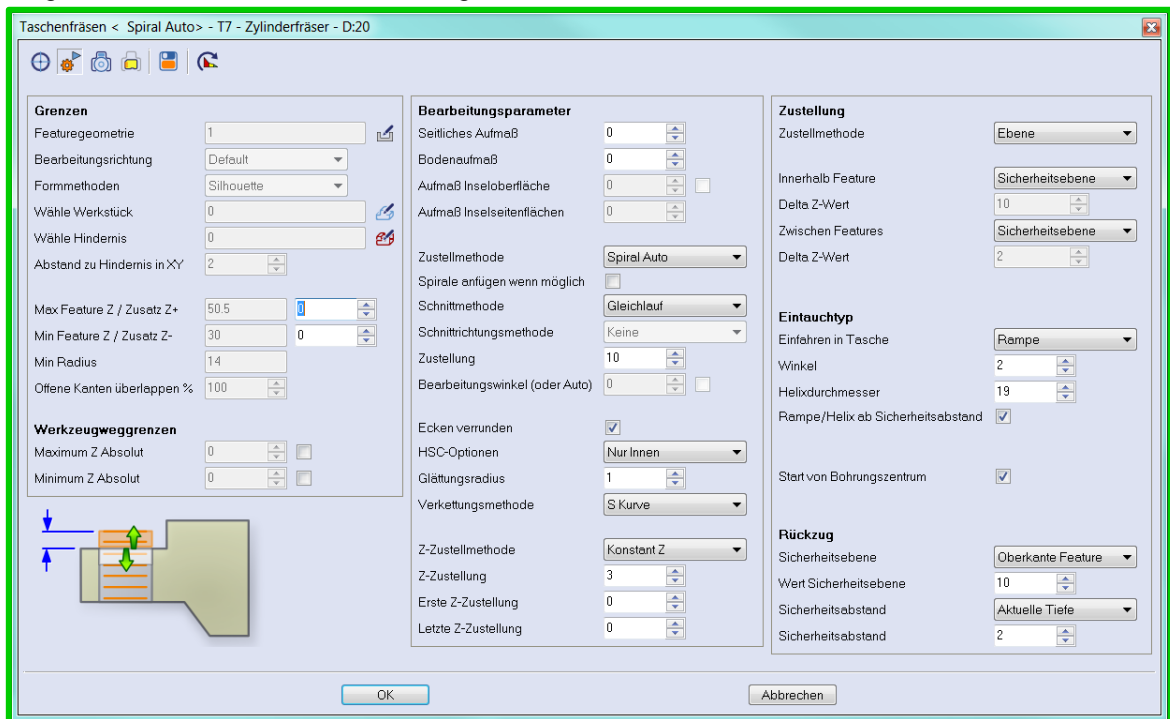 Taschenfräsen < Spiral Auto> - T7 - Zylinderfräser - D:20
Grenzen
Featuregeometrie 1
Bearbeitungsrichtung Default
Formmethoden Silhouette
Wähle Werkstück 0
Wähle Hindernis 0
Abstand zu Hindernis in XY 2
Max Feature Z / Zusatz Z+ 50.5 0
Min Feature Z / Zusatz Z- 30 0
Min Radius 14
Offene Kanten überlappen % 100
Werkzeugweggrenzen
Maximum Z Absolut 0
Minimum Z Absolut 0
Bearbeitungsparameter
Seitliches Aufmaß 0
Bodenaufmaß 0
Aufmaß Inseloberfläche 0
Aufmaß Inselseitenflächen 0
Zustellmethode Spiral Auto
Spirale anfügen wenn möglich
Schnittmethode Gleichlauf
Schnittrichtungsmethode Keine
Zustellung 10
Bearbeitungswinkel (oder Auto) 0
Ecken verrunden
HSC-Optionen Nur Innen
Glättungsradius 1
Verkettungsmethode S Kurve
Z-Zustellmethode Konstant Z
Z-Zustellung 3
Erste Z-Zustellung 0
Letzte Z-Zustellung 0
Zustellung
Zustellmethode Ebene
Innerhalb Feature Sicherheitsebene
Delta Z-Wert 10
Zwischen Features Sicherheitsebene
Delta Z-Wert 2
Eintauchtyp
Einfahren in Tasche Rampe
Winkel 2
Helixdurchmesser 19
Rampe/Helix ab Sicherheitsabstand
Start von Bohrungszentrum
Rückzug
Sicherheitsebene Oberkante Feature
Wert Sicherheitsebene 10
Sicherheitsabstand Aktuelle Tiefe
Sicherheitsabstand 2
OK
Abbrechen